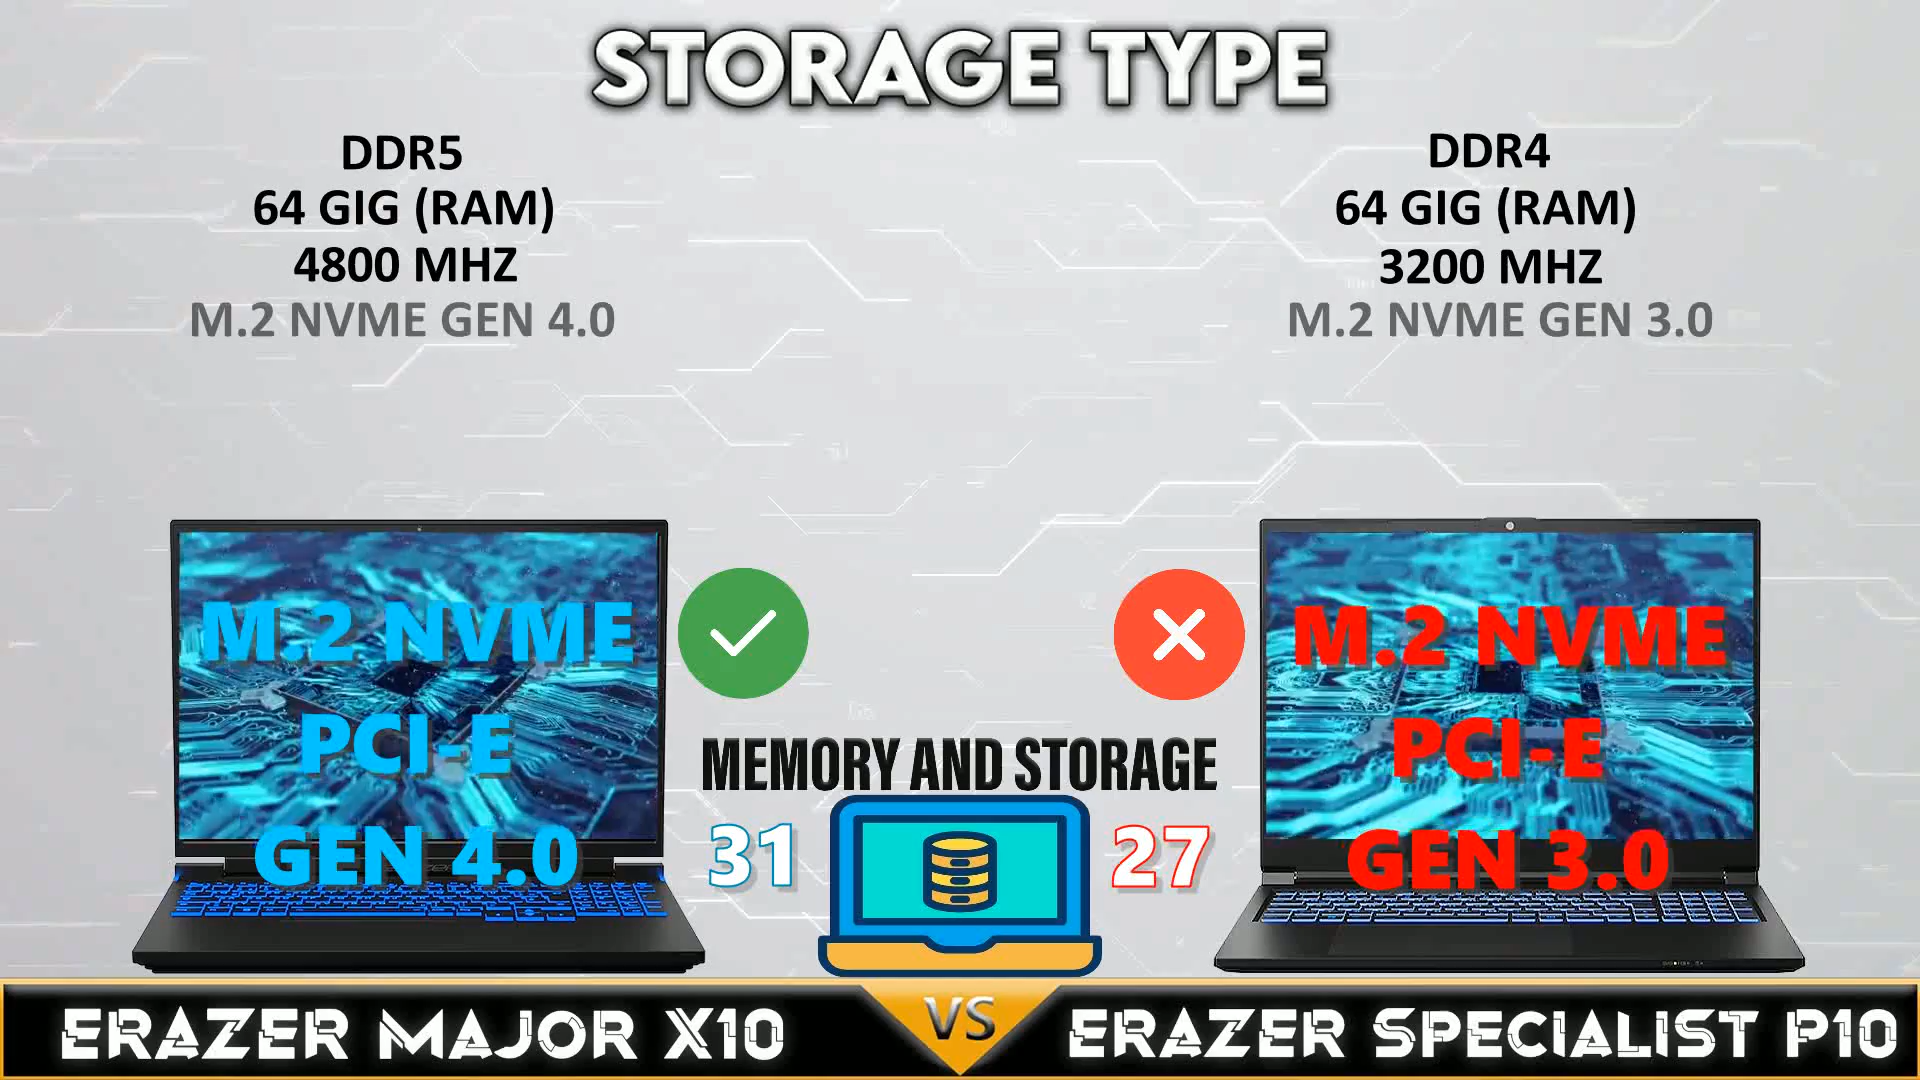 STORAGE TYPE
DDR5
64 GIG (RAM)
4800 MHZ
M.2 NVME GEN 4.0
DDR4
64 GIG (RAM)
3200 MHZ
M.2 NVME GEN 3.0
M.2 NVME
PCI-E
GEN 4.0
M.2 NVME
PCI-E
GEN 3.0
MEMORY AND STORAGE
31
27
ERAZER MAJOR X10
VS
ERAZER SPECIALIST P10